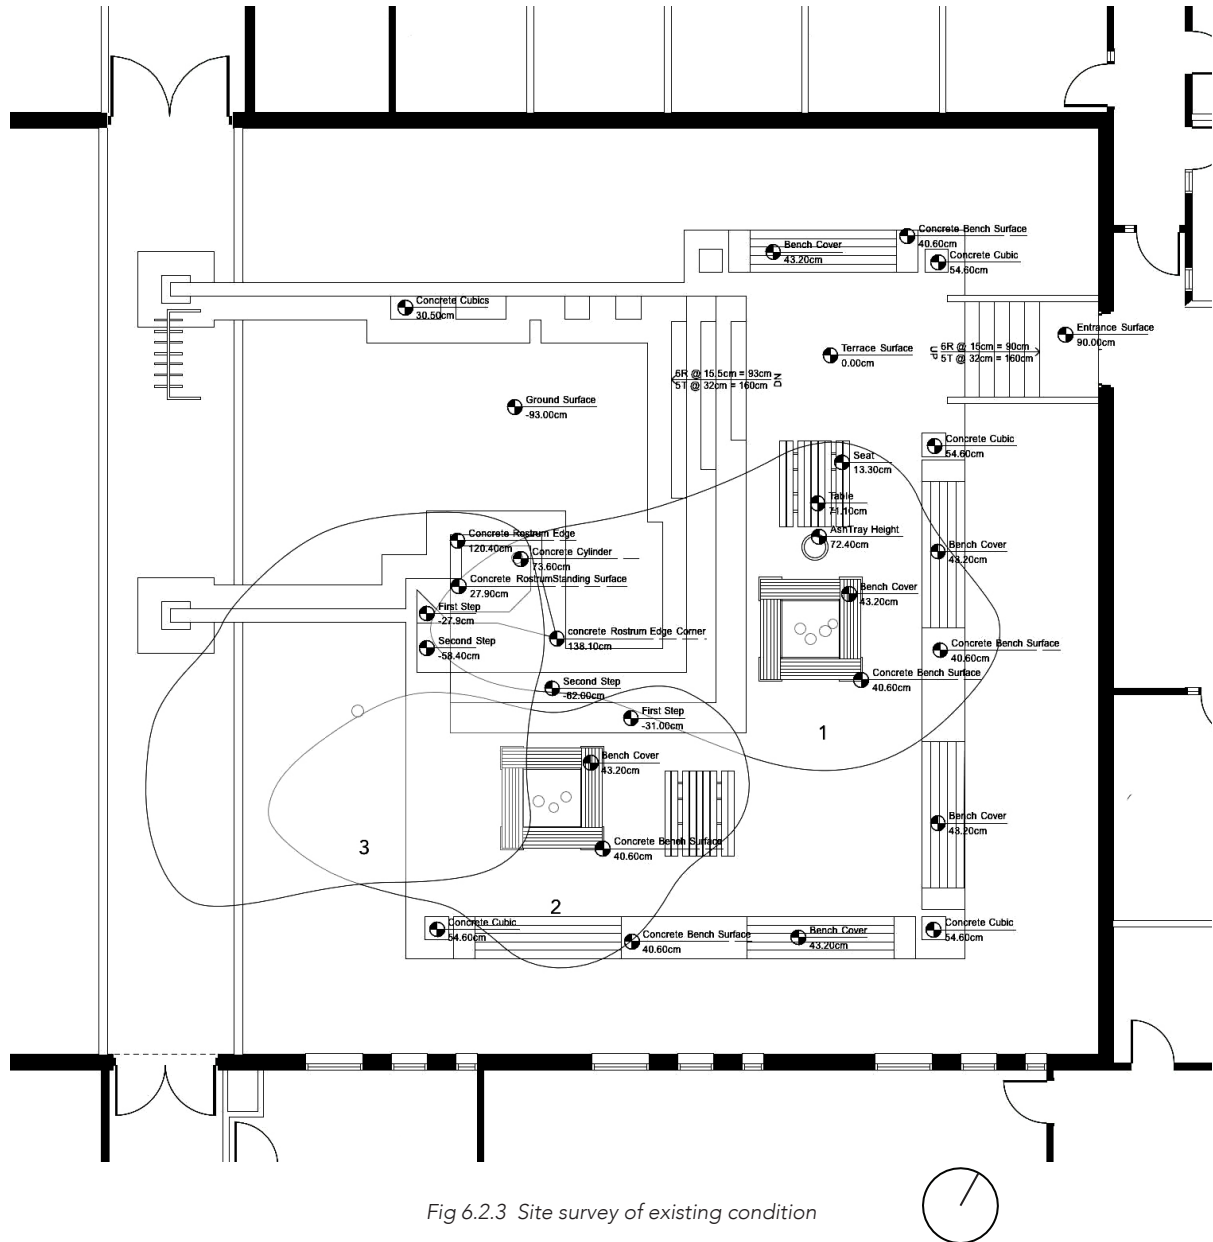 Concrete Bench Surface
40.60cm
Bench Cover
43.20cm
Concrete Cubic
54.60cm
Concrete Cubics
30.50cm
Entrance Surface
90.00cm
Terrace Surface
0.00cm
UP
6R @ 15cm = 90cm
5T @ 32cm = 160cm
6R @ 15.5cm = 93cm
5T @ 32cm = 160cm
DN
Ground Surface
-93.00cm
Concrete Cubic
54.60cm
Seat
13.30cm
Table
71.10cm
AshTray Height
72.40cm
Concrete Rostrum Edge
120.40cm
Concrete Cylinder
73.60cm
Bench Cover
43.20cm
Concrete RostrumStanding Surface
27.90cm
Bench Cover
43.20cm
First Step
-27.9cm
concrete Rostrum Edge Corner
138.10cm
Second Step
-58.40cm
Concrete Bench Surface
40.60cm
Concrete Bench Surface
40.60cm
Second Step
-62.00cm
First Step
-31.00cm
1
Bench Cover
43.20cm
Bench Cover
43.20cm
Concrete Bench Surface
40.60cm
3
2
Concrete Cubic
54.60cm
Concrete Bench Surface
40.60cm
Bench Cover
43.20cm
Concrete Cubic
54.60cm
Fig 6.2.3 Site survey of existing condition